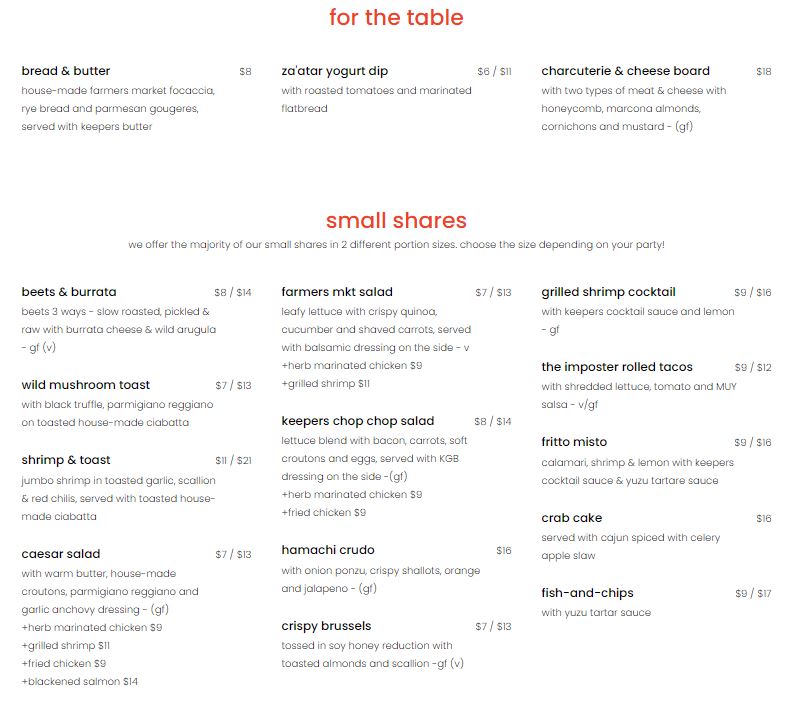 for the table
bread & butter $8
house-made farmers market focaccia,
rye bread and parmesan gougeres,
served with keepers butter
za'atar yogurt dip $6 / $11
with roasted tomatoes and marinated
flatbread
charcuterie & cheese board $18
with two types of meat & cheese with
honeycomb, marcona almonds,
cornichons and mustard - (gf)
small shares
we offer the majority of our small shares in 2 different portion sizes. choose the size depending on your party!
beets & burrata $8 / $14
beets 3 ways - slow roasted, pickled &
raw with burrata cheese & wild arugula
- gf (v)
wild mushroom toast $7 / $13
with black truffle, parmigiano reggiano
on toasted house-made ciabatta
shrimp & toast $11 / $21
jumbo shrimp in toasted garlic, scallion
& red chilis, served with toasted house-
made ciabatta
caesar salad $7 / $13
with warm butter, house-made
croutons, parmigiano reggiano and
garlic anchovy dressing - (gf)
+herb marinated chicken $9
+grilled shrimp $11
+fried chicken $9
+blackened salmon $14
farmers mkt salad $7 / $13
leafy lettuce with crispy quinoa,
cucumber and shaved carrots, served
with balsamic dressing on the side - v
+herb marinated chicken $9
+grilled shrimp $11
keepers chop chop salad $8 / $14
lettuce blend with bacon, carrots, soft
croutons and eggs, served with KGB
dressing on the side -(gf)
+herb marinated chicken $9
+fried chicken $9
hamachi crudo $16
with onion ponzu, crispy shallots, orange
and jalapeno - (gf)
crispy brussels $7 / $13
tossed in soy honey reduction with
toasted almonds and scallion -gf (v)
grilled shrimp cocktail $9 / $16
with keepers cocktail sauce and lemon
- gf
the imposter rolled tacos $9 / $12
with shredded lettuce, tomato and MUY
salsa - v/gf
fritto misto $9 / $16
calamari, shrimp & lemon with keepers
cocktail sauce & yuzu tartare sauce
crab cake $16
served with cajun spiced with celery
apple slaw
fish-and-chips $9 / $17
with yuzu tartar sauce